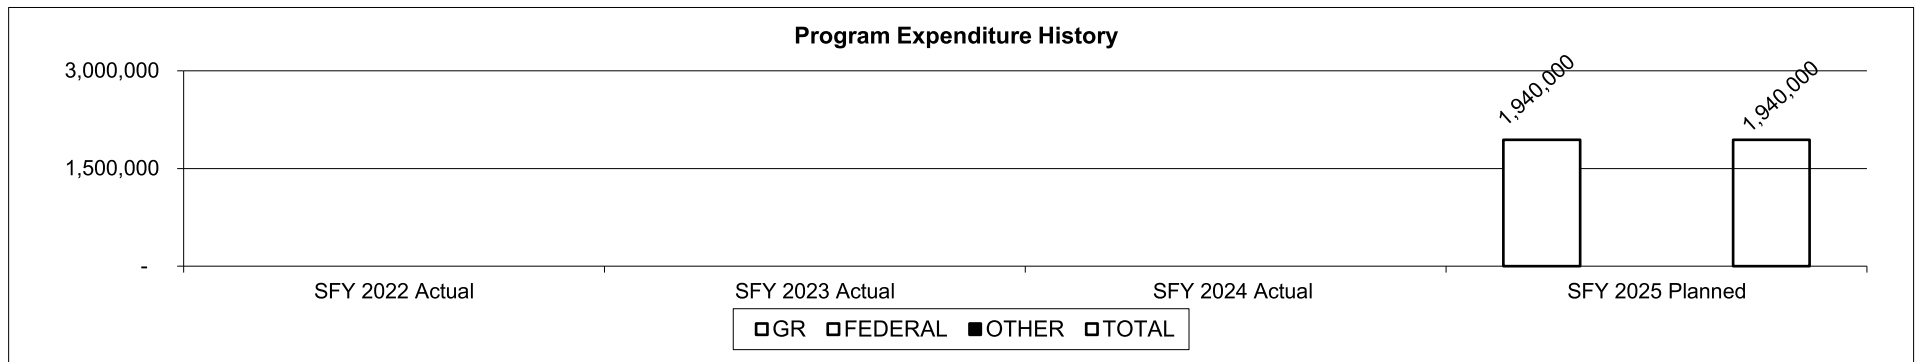 Program Expenditure History
3,000,000
1,500,000
-
1,940,000
1,940,000
SFY 2022 Actual
SFY 2023 Actual
SFY 2024 Actual
SFY 2025 Planned
GR
FEDERAL
OTHER
TOTAL